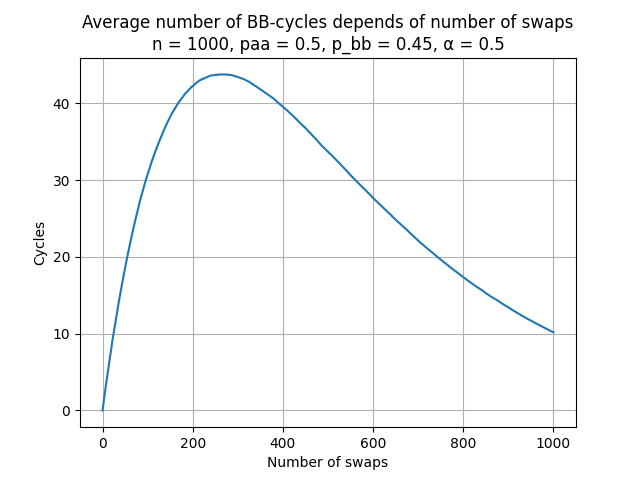 Average number of BB-cycles depends of number of swaps
n = 1000, paa = 0.5, p_bb = 0.45, α = 0.5
40
30
20
10
0
Cycles
0 200 400 600 800 1000
Number of swaps